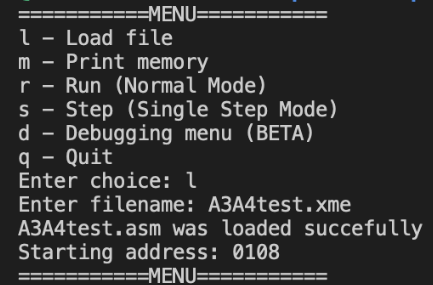 ===========MENU===========
l – Load file
m – Print memory
r – Run (Normal Mode)
s – Step (Single Step Mode)
d – Debugging menu (BETA)
q – Quit
Enter choice: l
Enter filename: A3A4test.xme
A3A4test.asm was loaded succefully
Starting address: 0108
===========MENU===========